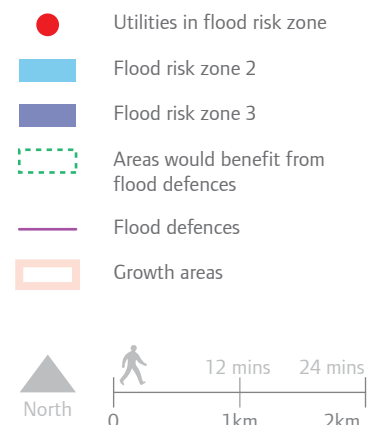 Utilities in flood risk zone
Flood risk zone 2
Flood risk zone 3
Areas would benefit from
flood defences
Flood defences
Growth areas
12 mins 24 mins
North
0 1km 2km